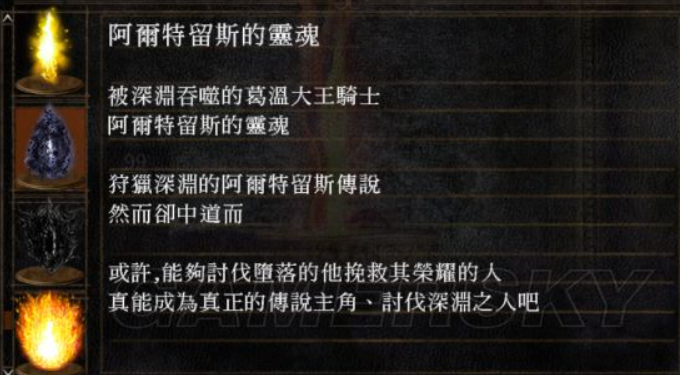 阿爾特留斯的靈魂
被深淵吞噬的葛溫大王騎士
阿爾特留斯的靈魂
99
狩獵深淵的阿爾特留斯傳說
然而卻中道而
或許,能夠討伐墮落的他挽救其榮耀的人
真能成為真正的傳說主角、討伐深淵之人吧
GAMERSKY